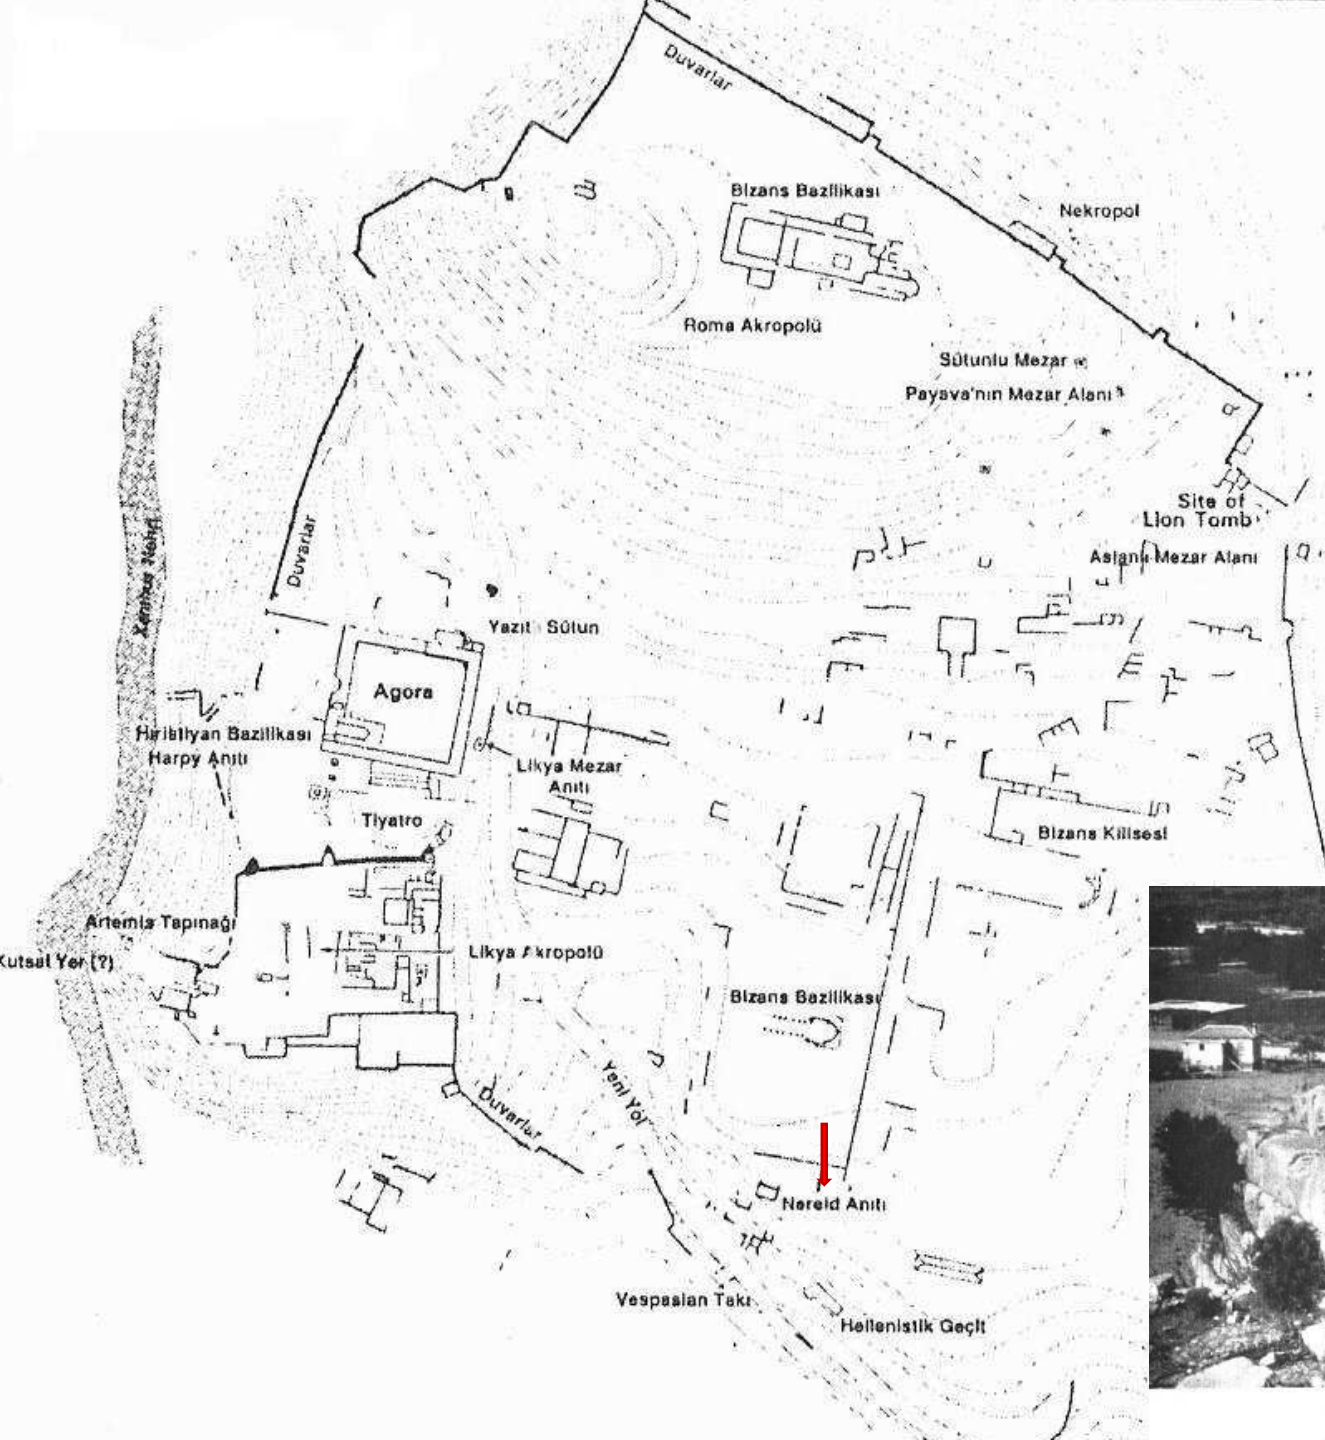 Duvarlar
Bizans Bazilikası
Nekropol
Roma Akropolü
Sütunlu Mezar
Payava'nın Mezar Alanı
Site of
Lion Tomb
Aslanlı Mezar Alanı
Duvarlar
Xanthus Nehri
Yazıtlı Sütun
Agora
Hıristiyan Bazilikası
Harpy Anıtı
Likya Mezar
Anıtı
Tiyatro
Bizans Kilisesi
Artemis Tapınağı
Kutsal Yer (?)
Likya Akropolü
Bizans Bazilikası
Yeni Yol
Duvarlar
Nereid Anıtı
Vespasian Takı
Hellenistik Geçit